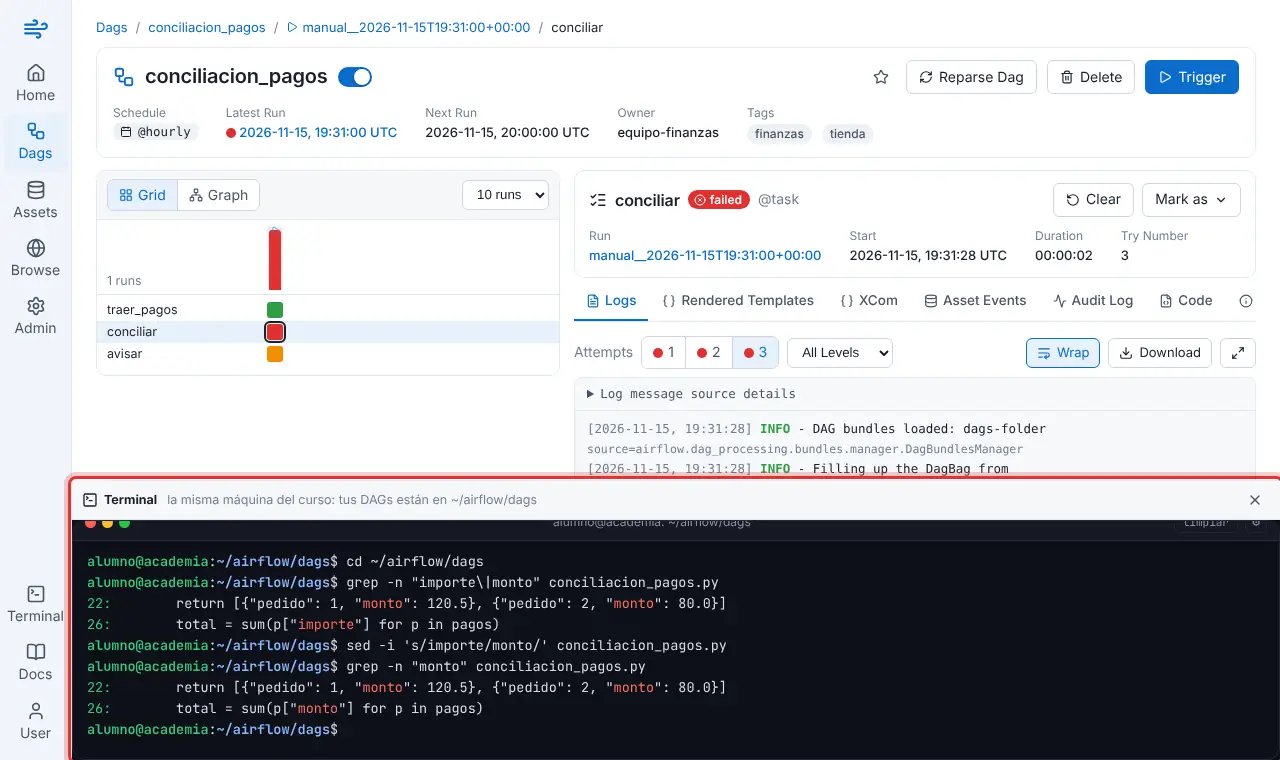 Dags / conciliacion_pagos / manual__2026-11-15T19:31:00+00:00 / conciliar
Home
Dags
Assets
Browse
Admin
Terminal
Docs
User
conciliacion_pagos
Reparse Dag
Delete
Trigger
Schedule
@hourly
Latest Run
2026-11-15, 19:31:00 UTC
Next Run
2026-11-15, 20:00:00 UTC
Owner
equipo-finanzas
Tags
finanzas
tienda
Grid
Graph
10 runs
1 runs
traer_pagos
conciliar
avisar
conciliar
failed
@task
Clear
Mark as
Run
manual__2026-11-15T19:31:00+00:00
Start
2026-11-15, 19:31:28 UTC
Duration
00:00:02
Try Number
3
Logs
{} Rendered Templates
{} XCom
Asset Events
Audit Log
Code
Attempts
1
2
3
All Levels
Wrap
Download
Log message source details
[2026-11-15, 19:31:28] INFO - DAG bundles loaded: dags-folder
source=airflow.dag_processing.bundles.manager.DagBundlesManager
[2026-11-15, 19:31:28] INFO - Filling up the DagBag from
Terminal la misma máquina del curso: tus DAGs están en ~/airflow/dags
alumno@academia: ~/airflow/dags
limpiar
alumno@academia:~/airflow/dags$ cd ~/airflow/dags
alumno@academia:~/airflow/dags$ grep -n "importe\|monto" conciliacion_pagos.py
22:        return [{"pedido": 1, "monto": 120.5}, {"pedido": 2, "monto": 80.0}]
26:        total = sum(p["importe"] for p in pagos)
alumno@academia:~/airflow/dags$ sed -i 's/importe/monto/' conciliacion_pagos.py
alumno@academia:~/airflow/dags$ grep -n "monto" conciliacion_pagos.py
22:        return [{"pedido": 1, "monto": 120.5}, {"pedido": 2, "monto": 80.0}]
26:        total = sum(p["monto"] for p in pagos)
alumno@academia:~/airflow/dags$